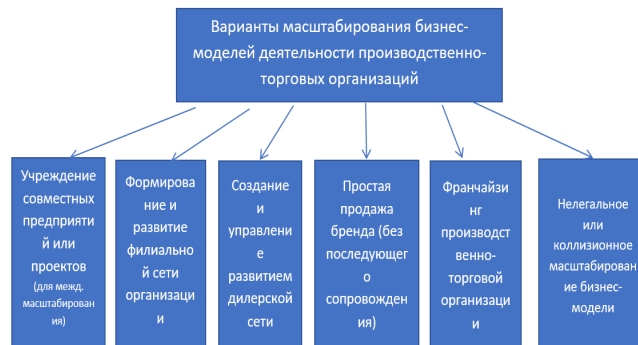 Варианты масштабирования бизнес-
моделей деятельности производственно-
торговых организаций
Учреждение
совместных
предприяти
й или
проектов
(для межд.
масштабирован
ия)
Формирова
ние и
развитие
филиально
й сети
организаци
и
Создание
и
управлени
е
развитием
дилерской
сети
Простая
продажа
бренда (без
последующег
о
сопровожден
ия)
Франчайзи
нг
производст
венно-
торговой
организаци
и
Нелегальное
или
коллизионное
масштабирован
ие бизнес-
модели